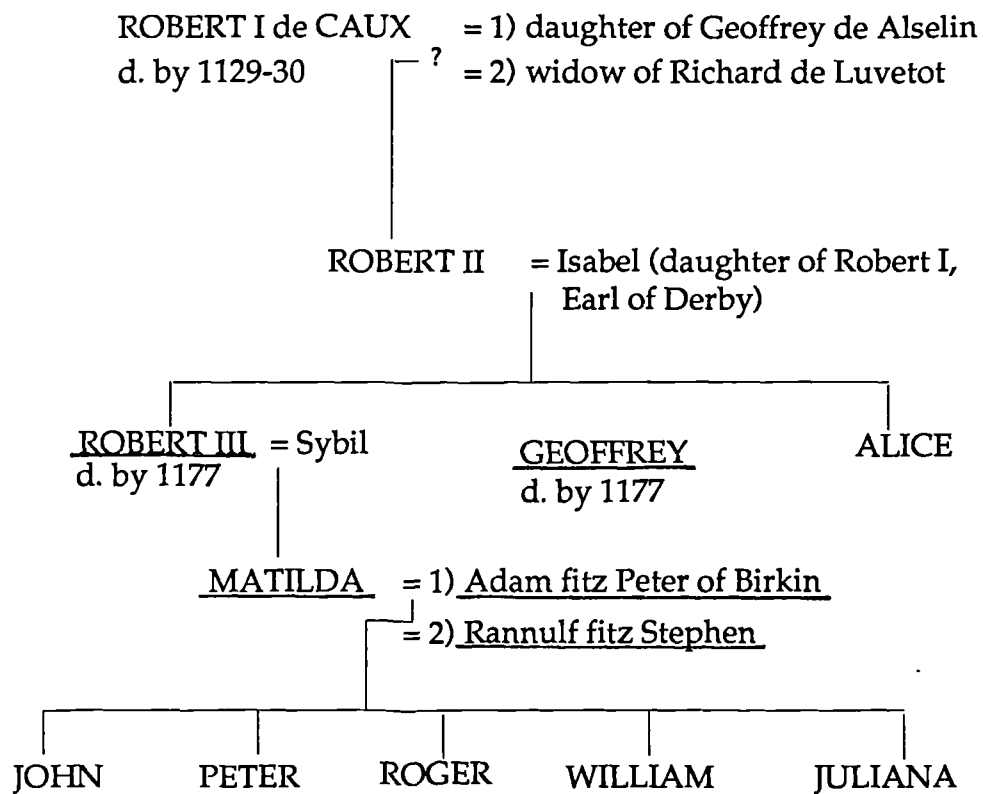 ROBERT I de CAUX = 1) daughter of Geoffrey de Alselin
d. by 1129-30 ? = 2) widow of Richard de Luvetot
ROBERT II = Isabel (daughter of Robert I,
Earl of Derby)
ROBERT III = Sybil GEOFFREY ALICE
d. by 1177 d. by 1177
MATILDA = 1) Adam fitz Peter of Birkin
= 2) Rannulf fitz Stephen
JOHN PETER ROGER WILLIAM JULIANA